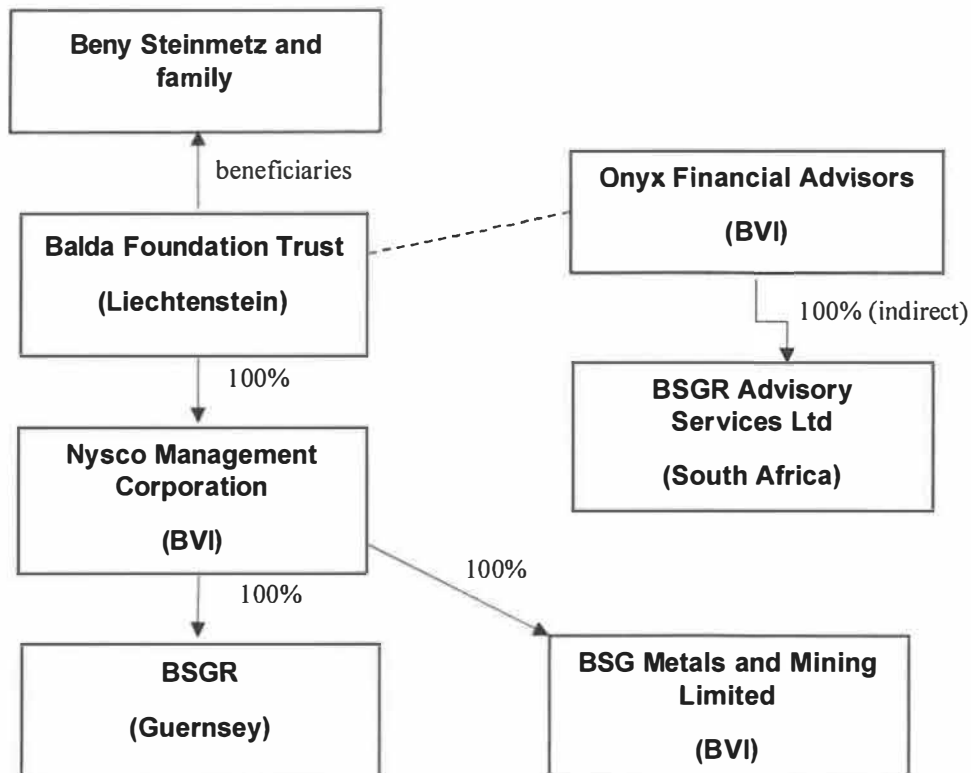 Beny Steinmetz and
family
beneficiaries
Onyx Financial Advisors
(BVI)
Balda Foundation Trust
(Liechtenstein)
100% (indirect)
100%
BSGR Advisory
Services Ltd
(South Africa)
Nysco Management
Corporation
(BVI)
100%
100%
BSGR
(Guernsey)
BSG Metals and Mining
Limited
(BVI)